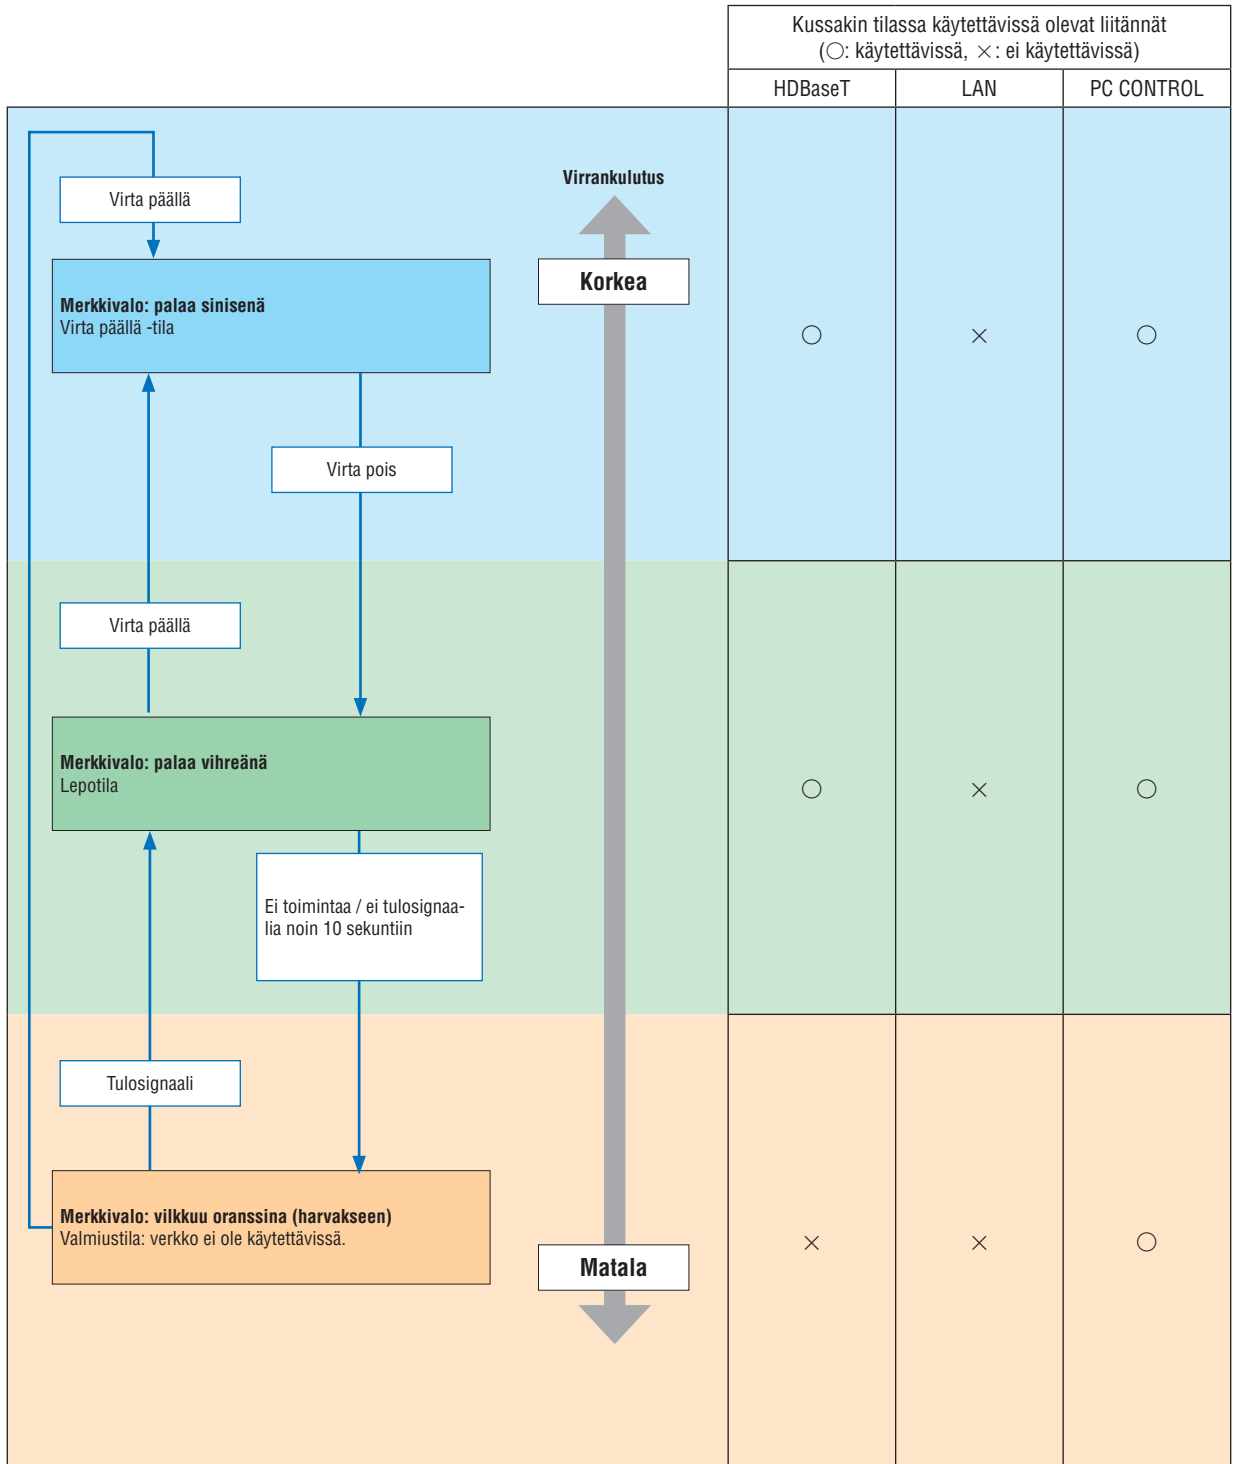 Kussakin tilassa käytettävissä olevat liitännät
(○: käytettävissä, ×: ei käytettävissä)
HDBaseT
LAN
PC CONTROL
Virta päällä
Virrankulutus
Korkea
Merkkivalo: palaa sinisenä
Virta päällä -tila
○
×
○
Virta pois
Virta päällä
Merkkivalo: palaa vihreänä
Lepotila
○
×
○
Ei toimintaa / ei tulosignaa-
lia noin 10 sekuntiin
Tulosignaali
Merkkivalo: vilkkuu oranssina (harvakseen)
Valmiustila: verkko ei ole käytettävissä.
Matala
×
×
○